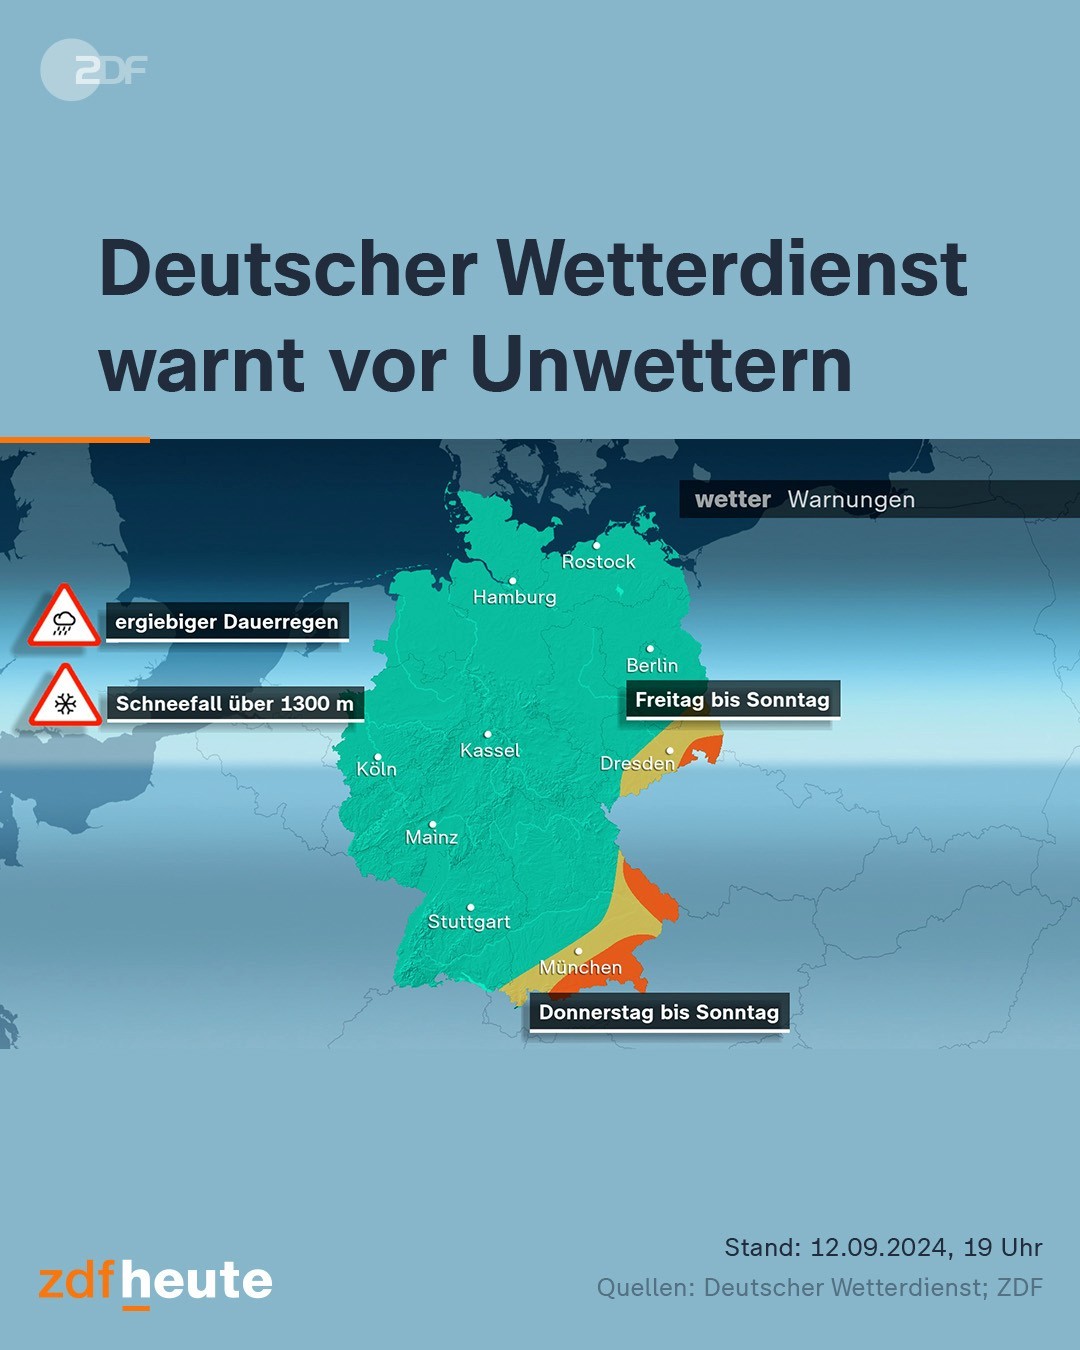 ZDF
Deutscher Wetterdienst
warnt vor Unwettern
wetter Warnungen
Rostock
Hamburg
ergiebiger Dauerregen
Berlin
Schneefall über 1300 m
Freitag bis Sonntag
Kassel
Köln
Dresden
Mainz
Stuttgart
München
Donnerstag bis Sonntag
Stand: 12.09.2024, 19 Uhr
zdfheute
Quellen: Deutscher Wetterdienst; ZDF